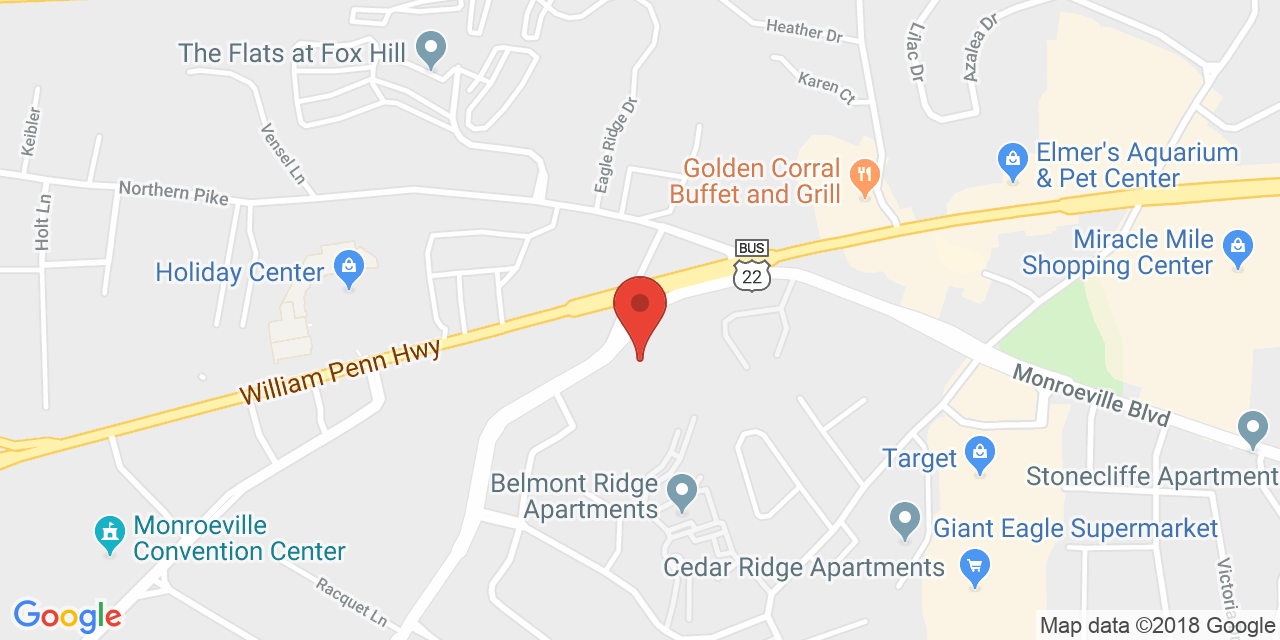 Heather Dr
Lilac Dr
Azalea Dr
The Flats at Fox Hill
Karen Ct
Keibler
Vensel Ln
Eagle Ridge Dr
Elmer's Aquarium
& Pet Center
Golden Corral
Buffet and Grill
Northern Pike
Holt Ln
BUS
22
Miracle Mile
Shopping Center
Holiday Center
William Penn Hwy
Monroeville Blvd
Target
Stonecliffe Apartment
Belmont Ridge
Apartments
Monroeville
Convention Center
Giant Eagle Supermarket
Cedar Ridge Apartments
Racquet Ln
Victoria
Google
Map data ©2018 Google